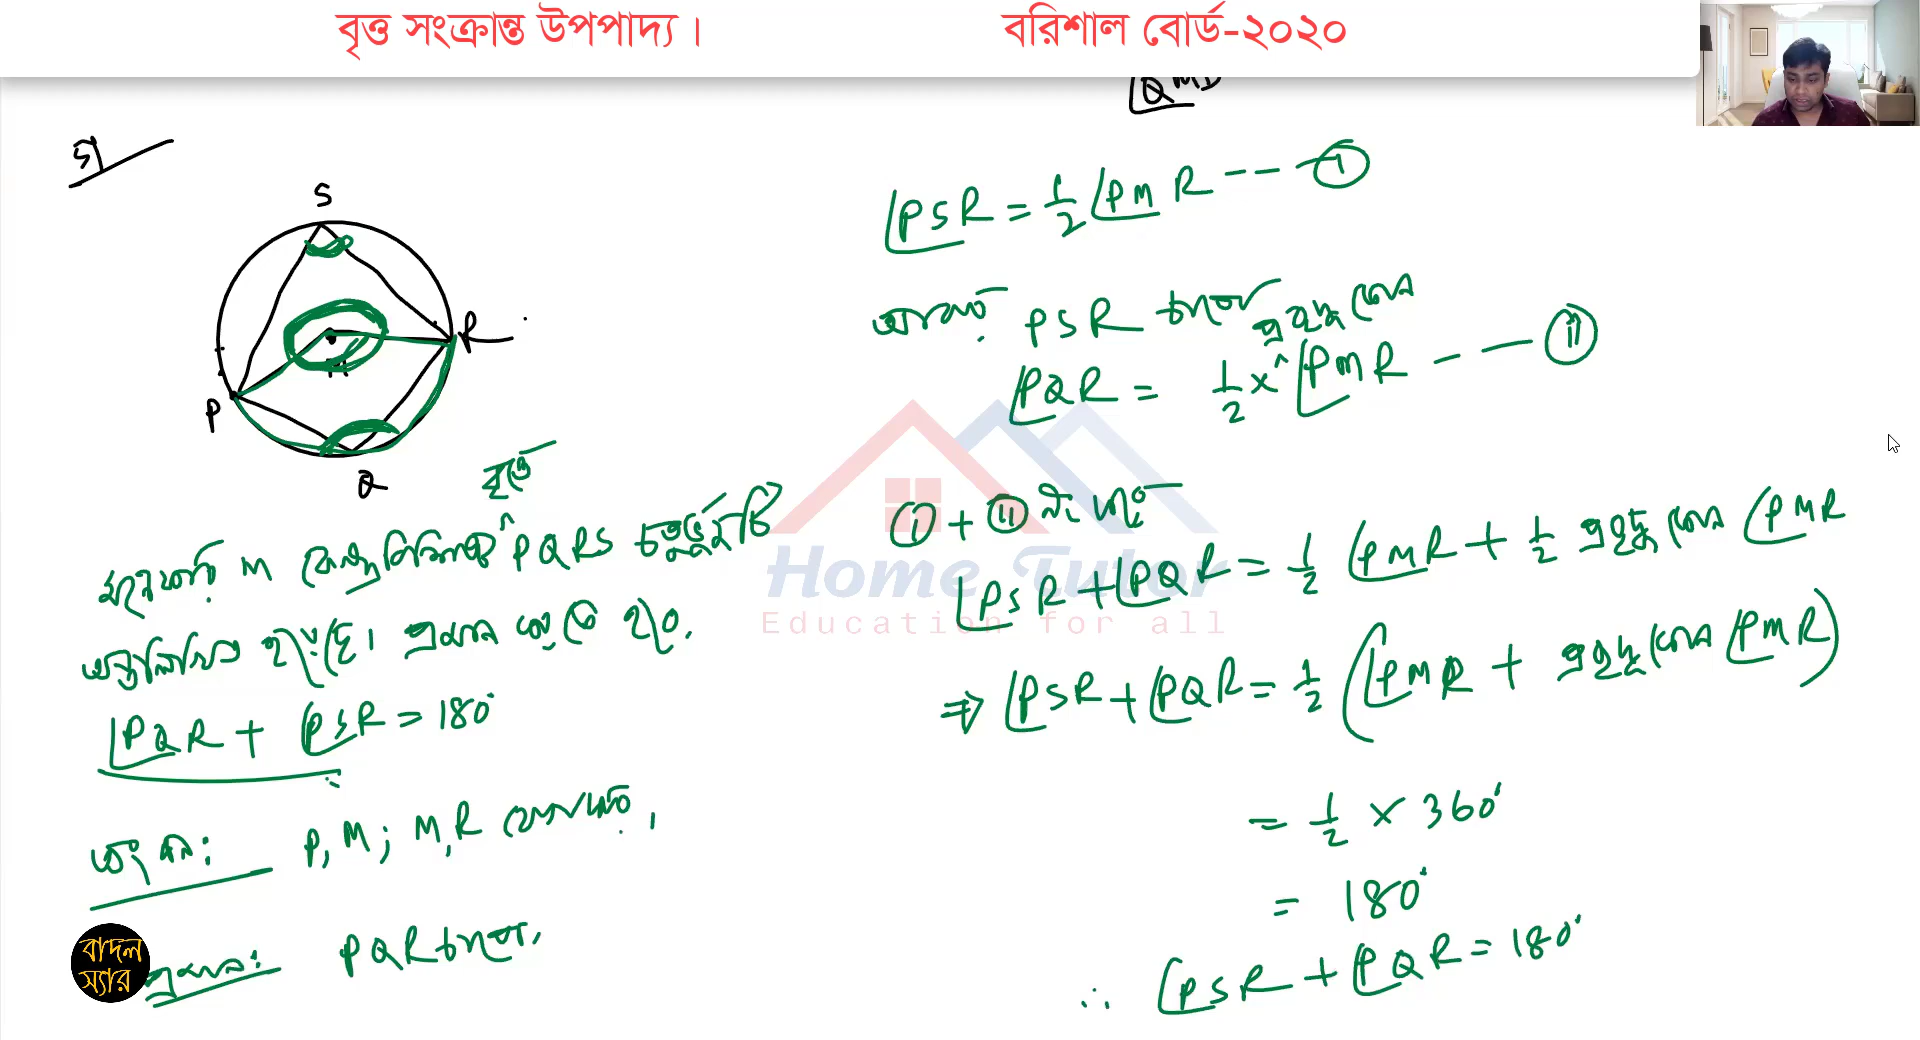 বৃত্ত সংক্রান্ত উপপাদ্য।
বরিশাল বোর্ড-২০২০
∠QMD
S
R
P
Q
∠PSR = 1/2 ∠PMR --- (i)
আবার, PSR চাপের প্রবৃদ্ধ কোন
∠PQR = 1/2 × ∠PMR --- (ii)
বৃত্তে
মনেকরি, M কেন্দ্রবিশিষ্ট ^ PQRS চতুর্ভুজটি
অন্তর্লিখিত হয়েছে। প্রমাণ করতে হবে,
∠PQR + ∠PSR = 180°
অংকন: P, M; M, R যোগকরি,
প্রমাণ: PQR চাপের,
(i) + (ii) নং হতে
∠PSR + ∠PQR = 1/2 ∠PMR + 1/2 প্রবৃদ্ধ কোন ∠PMR
⇒ ∠PSR + ∠PQR = 1/2 (∠PMR + প্রবৃদ্ধ কোন ∠PMR)
= 1/2 × 360°
= 180°
∴ ∠PSR + ∠PQR = 180°
Home Tutor
Education for all
বাদল
স্যার